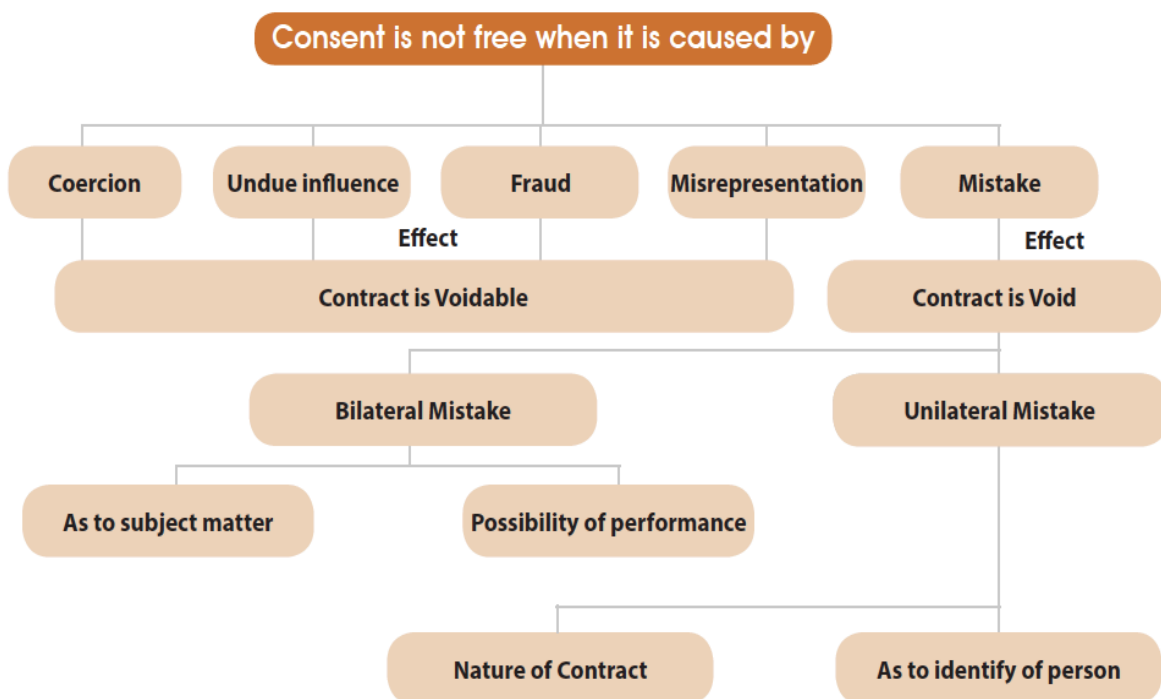 Consent is not free when it is caused by
Coercion
Undue influence
Fraud
Misrepresentation
Mistake
Effect
Effect
Contract is Voidable
Contract is Void
Bilateral Mistake
Unilateral Mistake
As to subject matter
Possibility of performance
Nature of Contract
As to identify of person